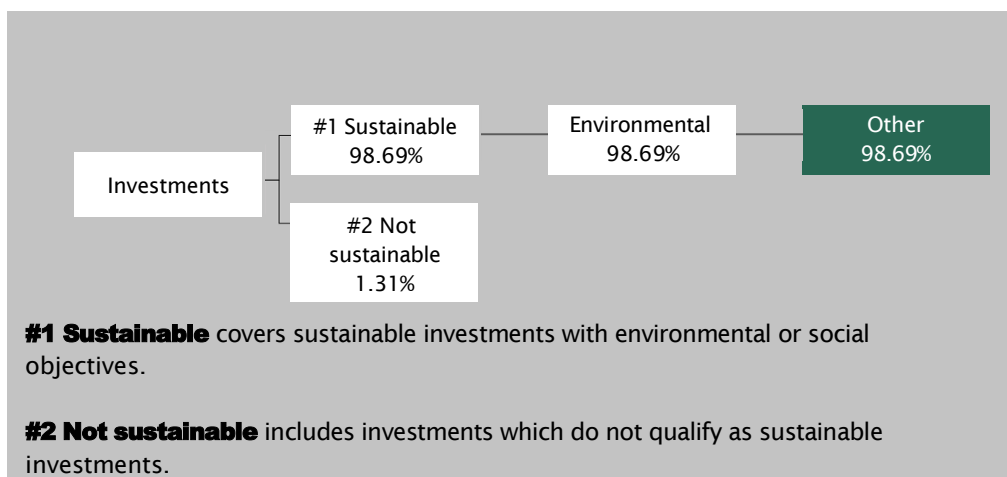 #1 Sustainable
98.69%
Environmental
98.69%
Other
98.69%
Investments
#2 Not
sustainable
1.31%
#1 Sustainable covers sustainable investments with environmental or social
objectives.
#2 Not sustainable includes investments which do not qualify as sustainable
investments.